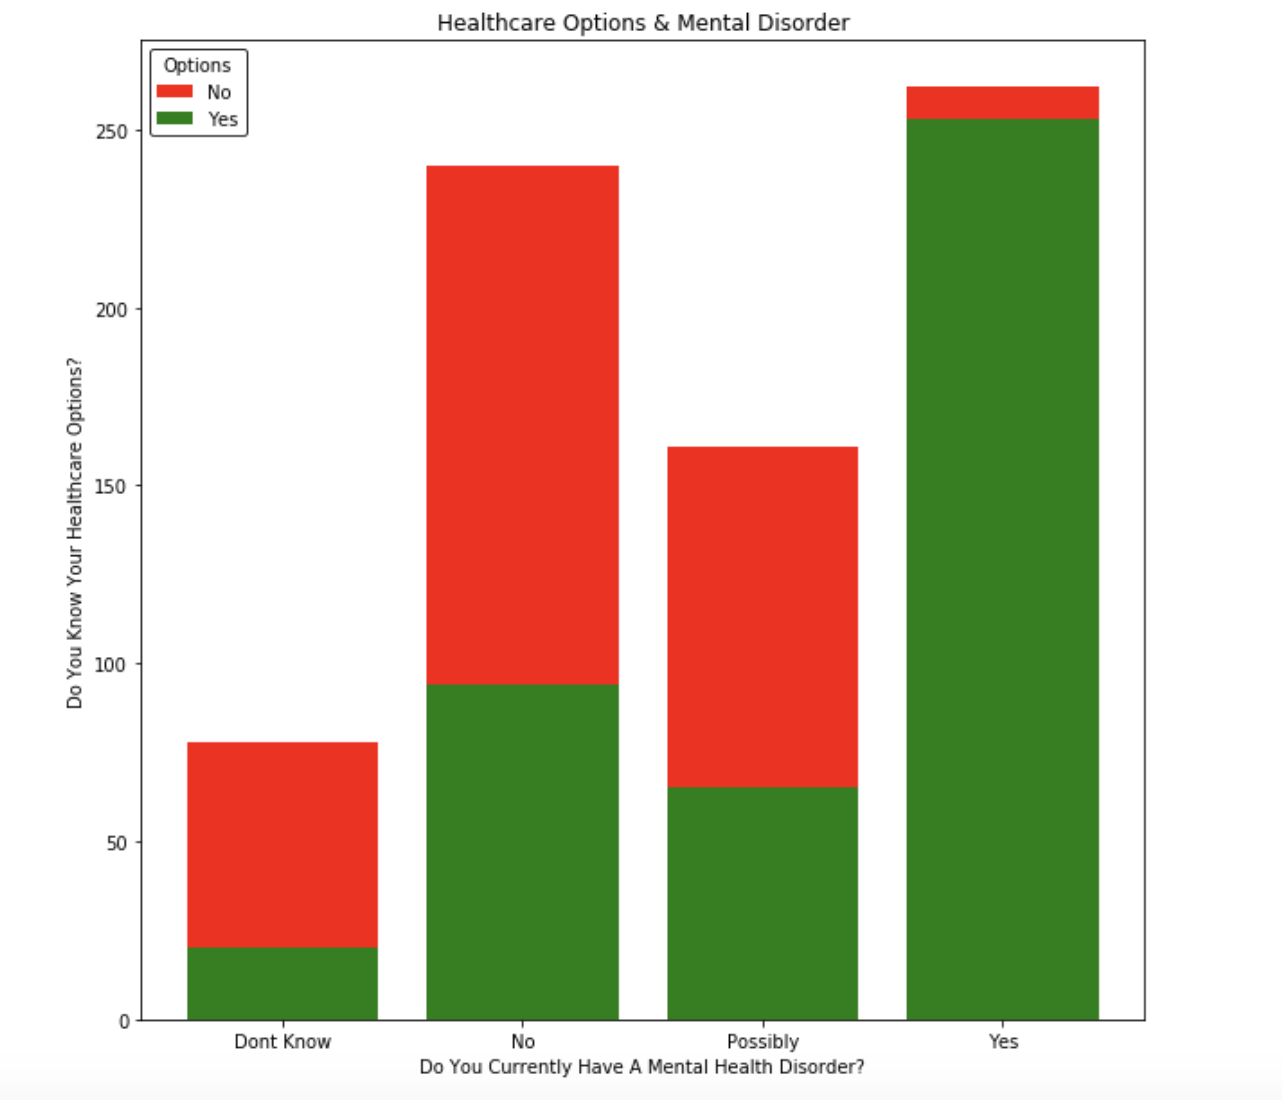 Healthcare Options & Mental Disorder
Options
No
Yes
250
200
150
100
50
0
Do You Know Your Healthcare Options?
Dont Know
No
Possibly
Yes
Do You Currently Have A Mental Health Disorder?